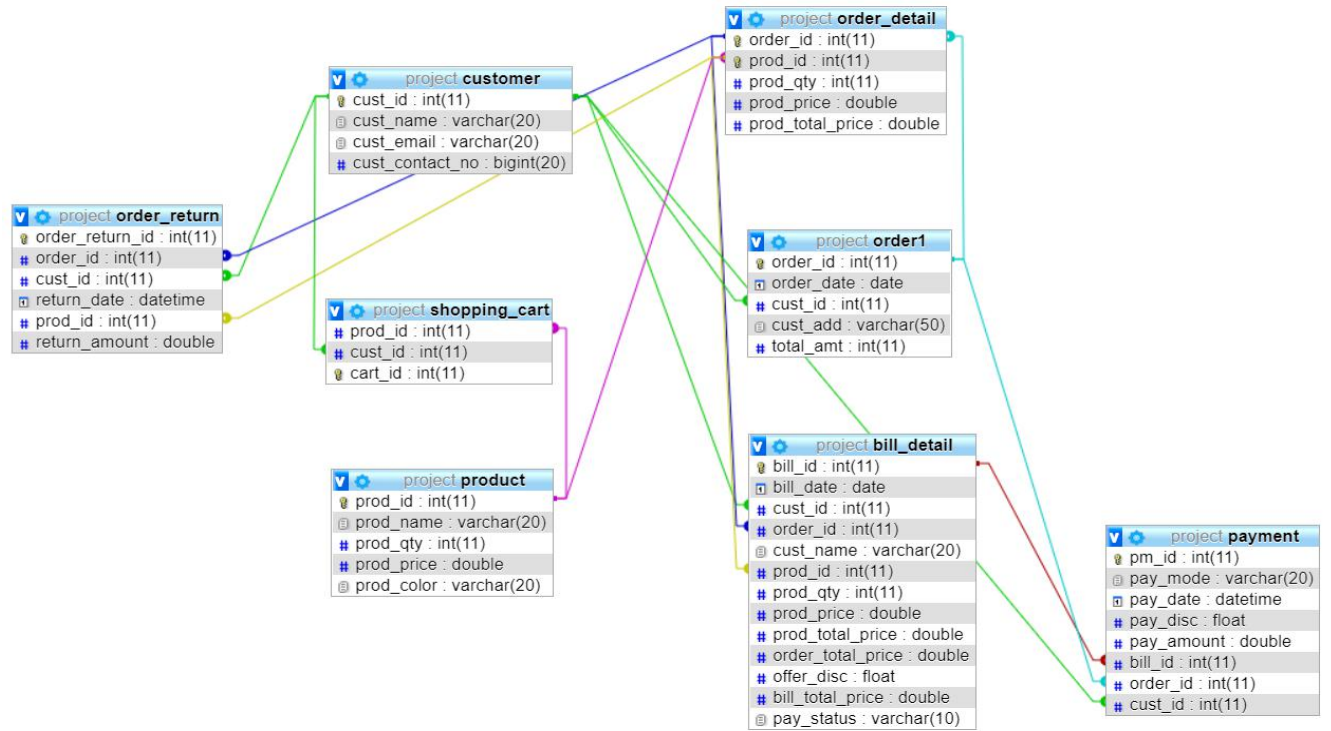 project order_detail
order_id : int(11)
prod_id : int(11)
prod_qty : int(11)
prod_price : double
prod_total_price : double
project customer
cust_id : int(11)
cust_name : varchar(20)
cust_email : varchar(20)
cust_contact_no : bigint(20)
project order_return
order_return_id : int(11)
order_id : int(11)
cust_id : int(11)
return_date : datetime
prod_id : int(11)
return_amount : double
project order1
order_id : int(11)
order_date : date
cust_id : int(11)
cust_add : varchar(50)
total_amt : int(11)
project shopping_cart
prod_id : int(11)
cust_id : int(11)
cart_id : int(11)
project product
prod_id : int(11)
prod_name : varchar(20)
prod_qty : int(11)
prod_price : double
prod_color : varchar(20)
project bill_detail
bill_id : int(11)
bill_date : date
cust_id : int(11)
order_id : int(11)
cust_name : varchar(20)
prod_id : int(11)
prod_qty : int(11)
prod_price : double
prod_total_price : double
order_total_price : double
offer_disc : float
bill_total_price : double
pay_status : varchar(10)
project payment
pm_id : int(11)
pay_mode : varchar(20)
pay_date : datetime
pay_disc : float
pay_amount : double
bill_id : int(11)
order_id : int(11)
cust_id : int(11)